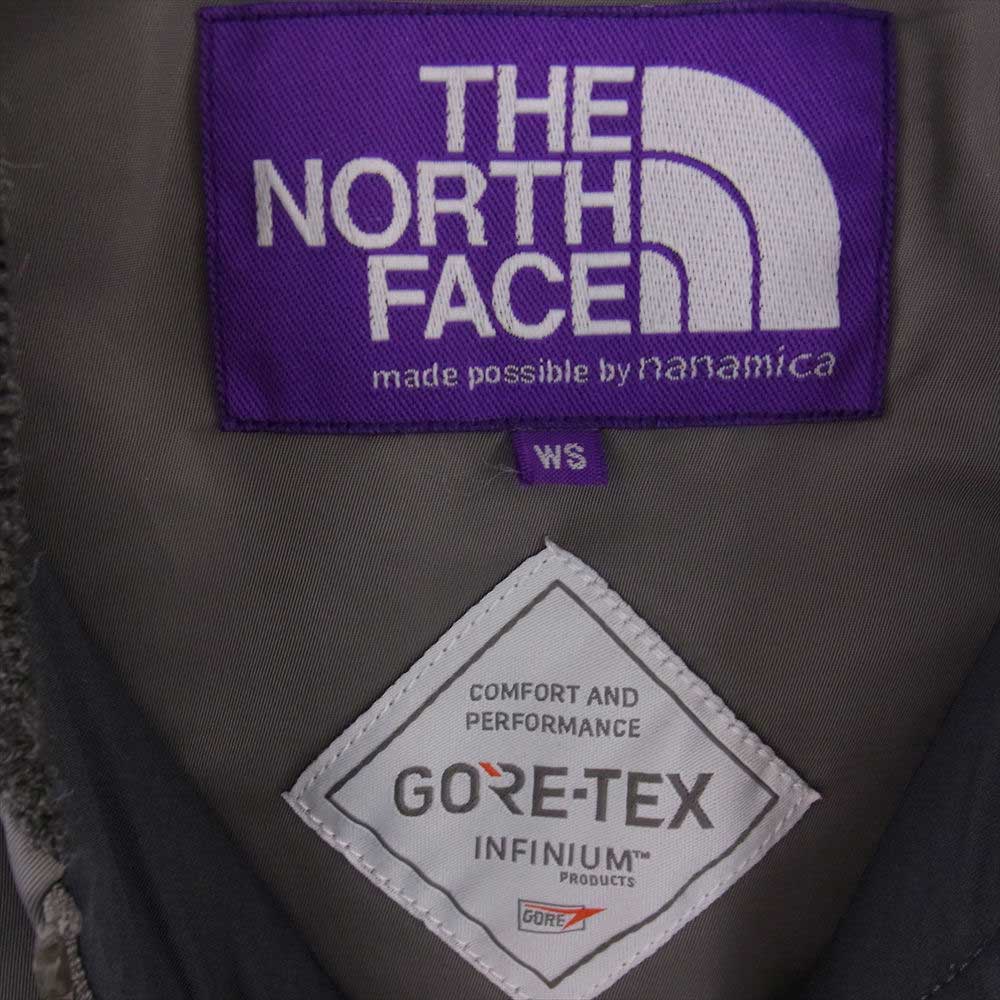 THE
NORTH
FACE
made possible by nanamica
WS
COMFORT AND
PERFORMANCE
GORE-TEX
INFINIUM™
PRODUCTS
GORE